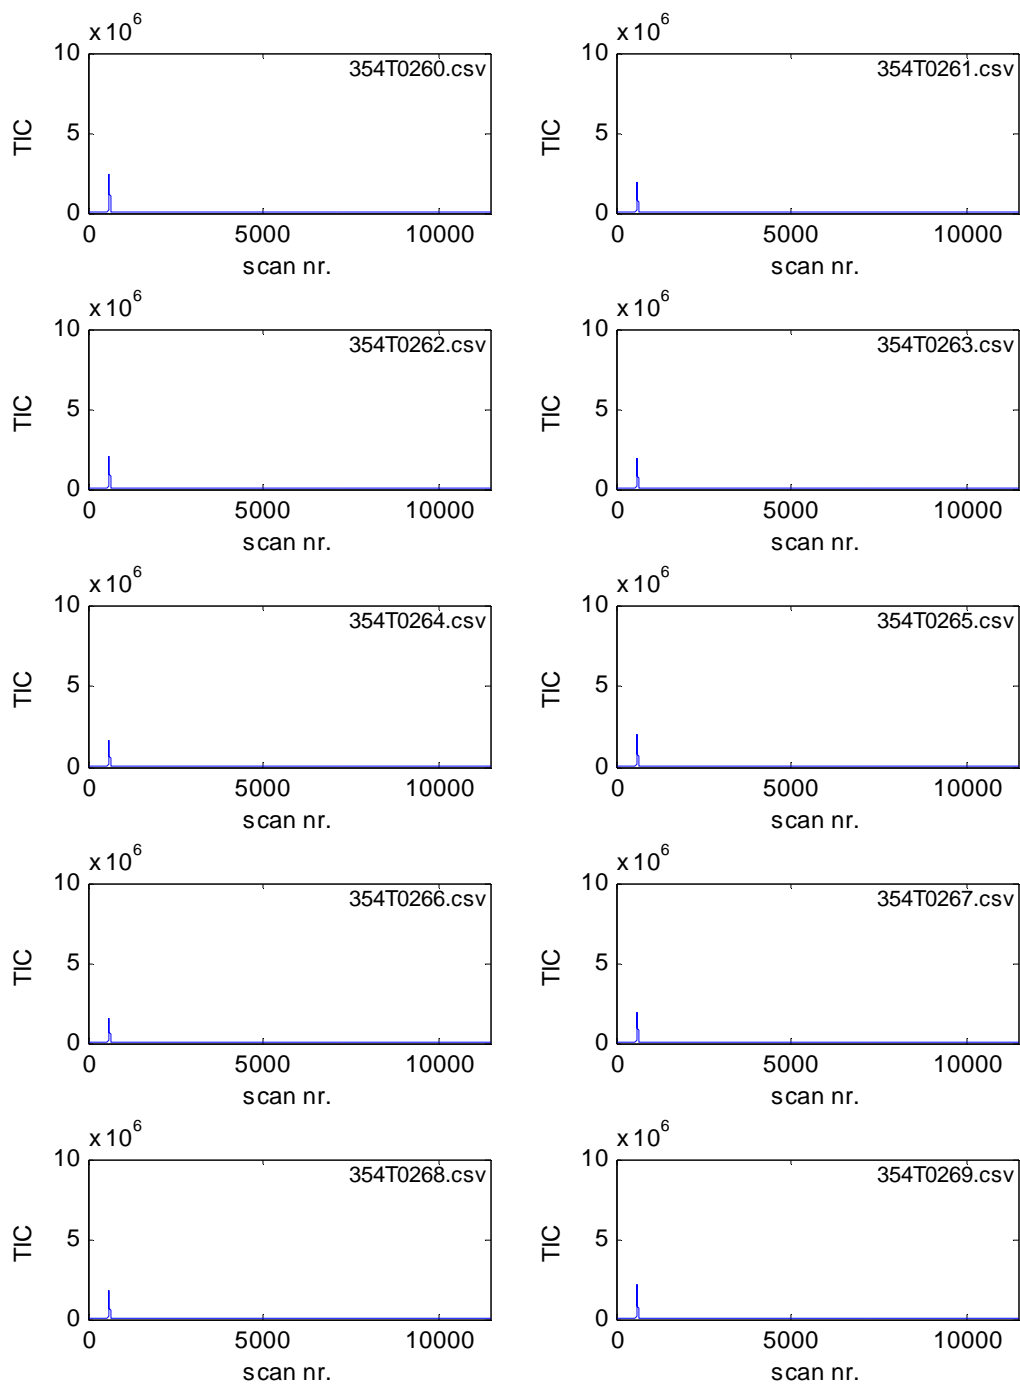 x 10^6
10
5
0
TIC
354T0260.csv
0 5000 10000
scan nr.
x 10^6
10
5
0
TIC
354T0261.csv
0 5000 10000
scan nr.
x 10^6
10
5
0
TIC
354T0262.csv
0 5000 10000
scan nr.
x 10^6
10
5
0
TIC
354T0263.csv
0 5000 10000
scan nr.
x 10^6
10
5
0
TIC
354T0264.csv
0 5000 10000
scan nr.
x 10^6
10
5
0
TIC
354T0265.csv
0 5000 10000
scan nr.
x 10^6
10
5
0
TIC
354T0266.csv
0 5000 10000
scan nr.
x 10^6
10
5
0
TIC
354T0267.csv
0 5000 10000
scan nr.
x 10^6
10
5
0
TIC
354T0268.csv
0 5000 10000
scan nr.
x 10^6
10
5
0
TIC
354T0269.csv
0 5000 10000
scan nr.